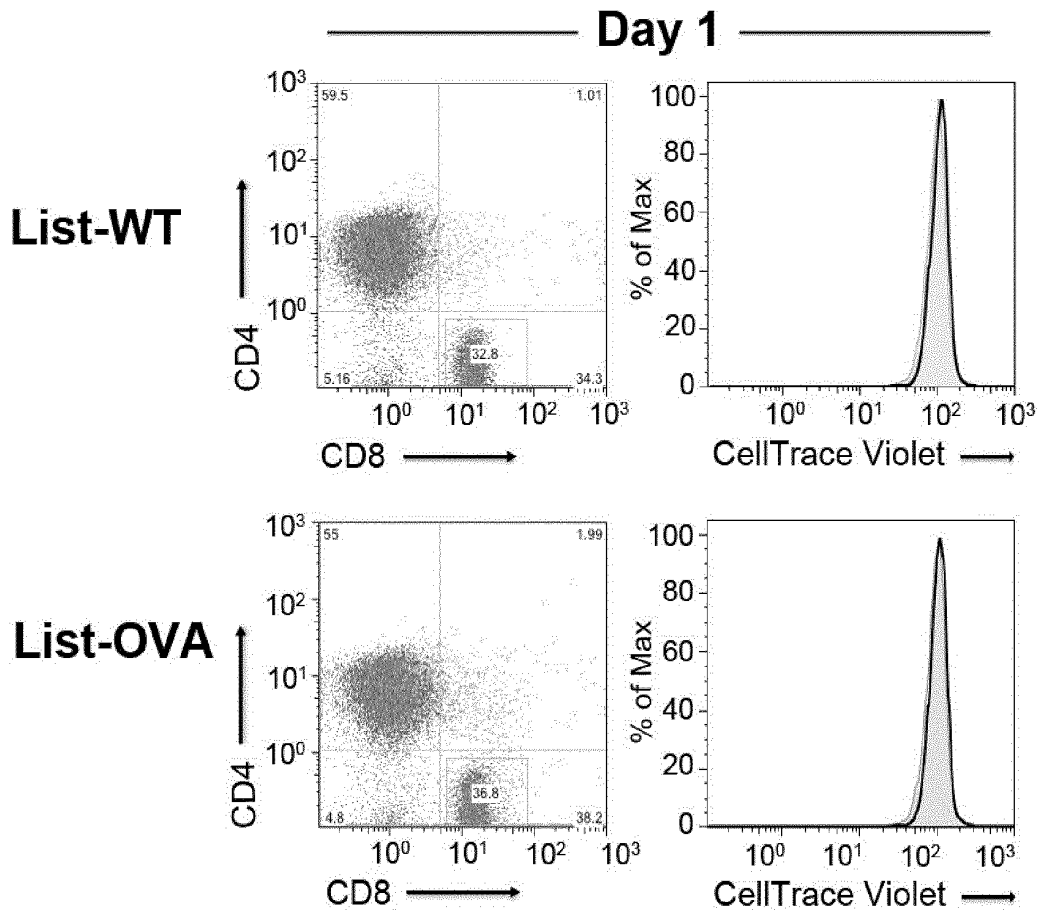 Day 1
List-WT
10³
10²
10¹
10⁰
CD4
59.5
1.01
32.8
5.16
34.3
10⁰ 10¹ 10² 10³
CD8
100
80
60
40
20
0
% of Max
10⁰ 10¹ 10² 10³
CellTrace Violet
List-OVA
10³
10²
10¹
10⁰
CD4
55
1.99
36.8
4.8
38.2
10⁰ 10¹ 10² 10³
CD8
100
80
60
40
20
0
% of Max
10⁰ 10¹ 10² 10³
CellTrace Violet